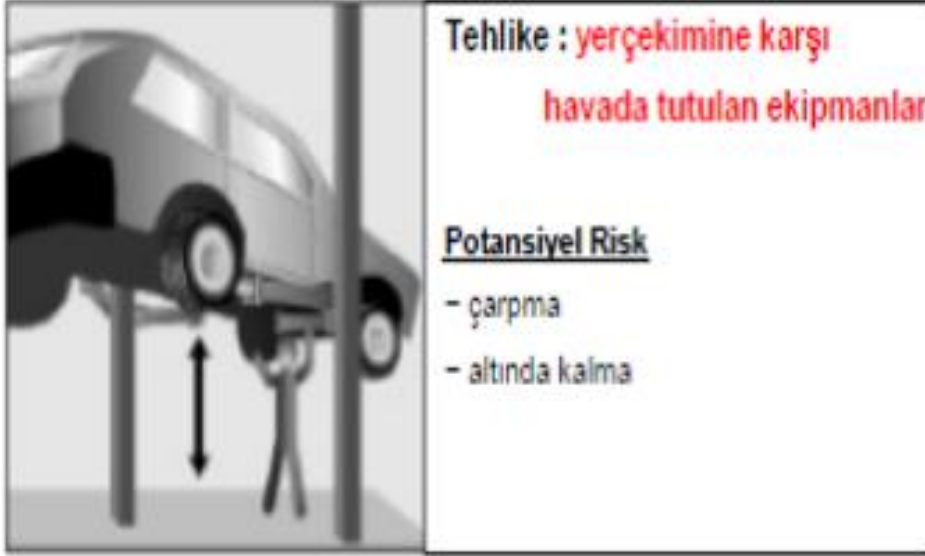 Tehlike : yerçekimine karşı
havada tutulan ekipmanlar
Potansiyel Risk
- çarpma
- altında kalma